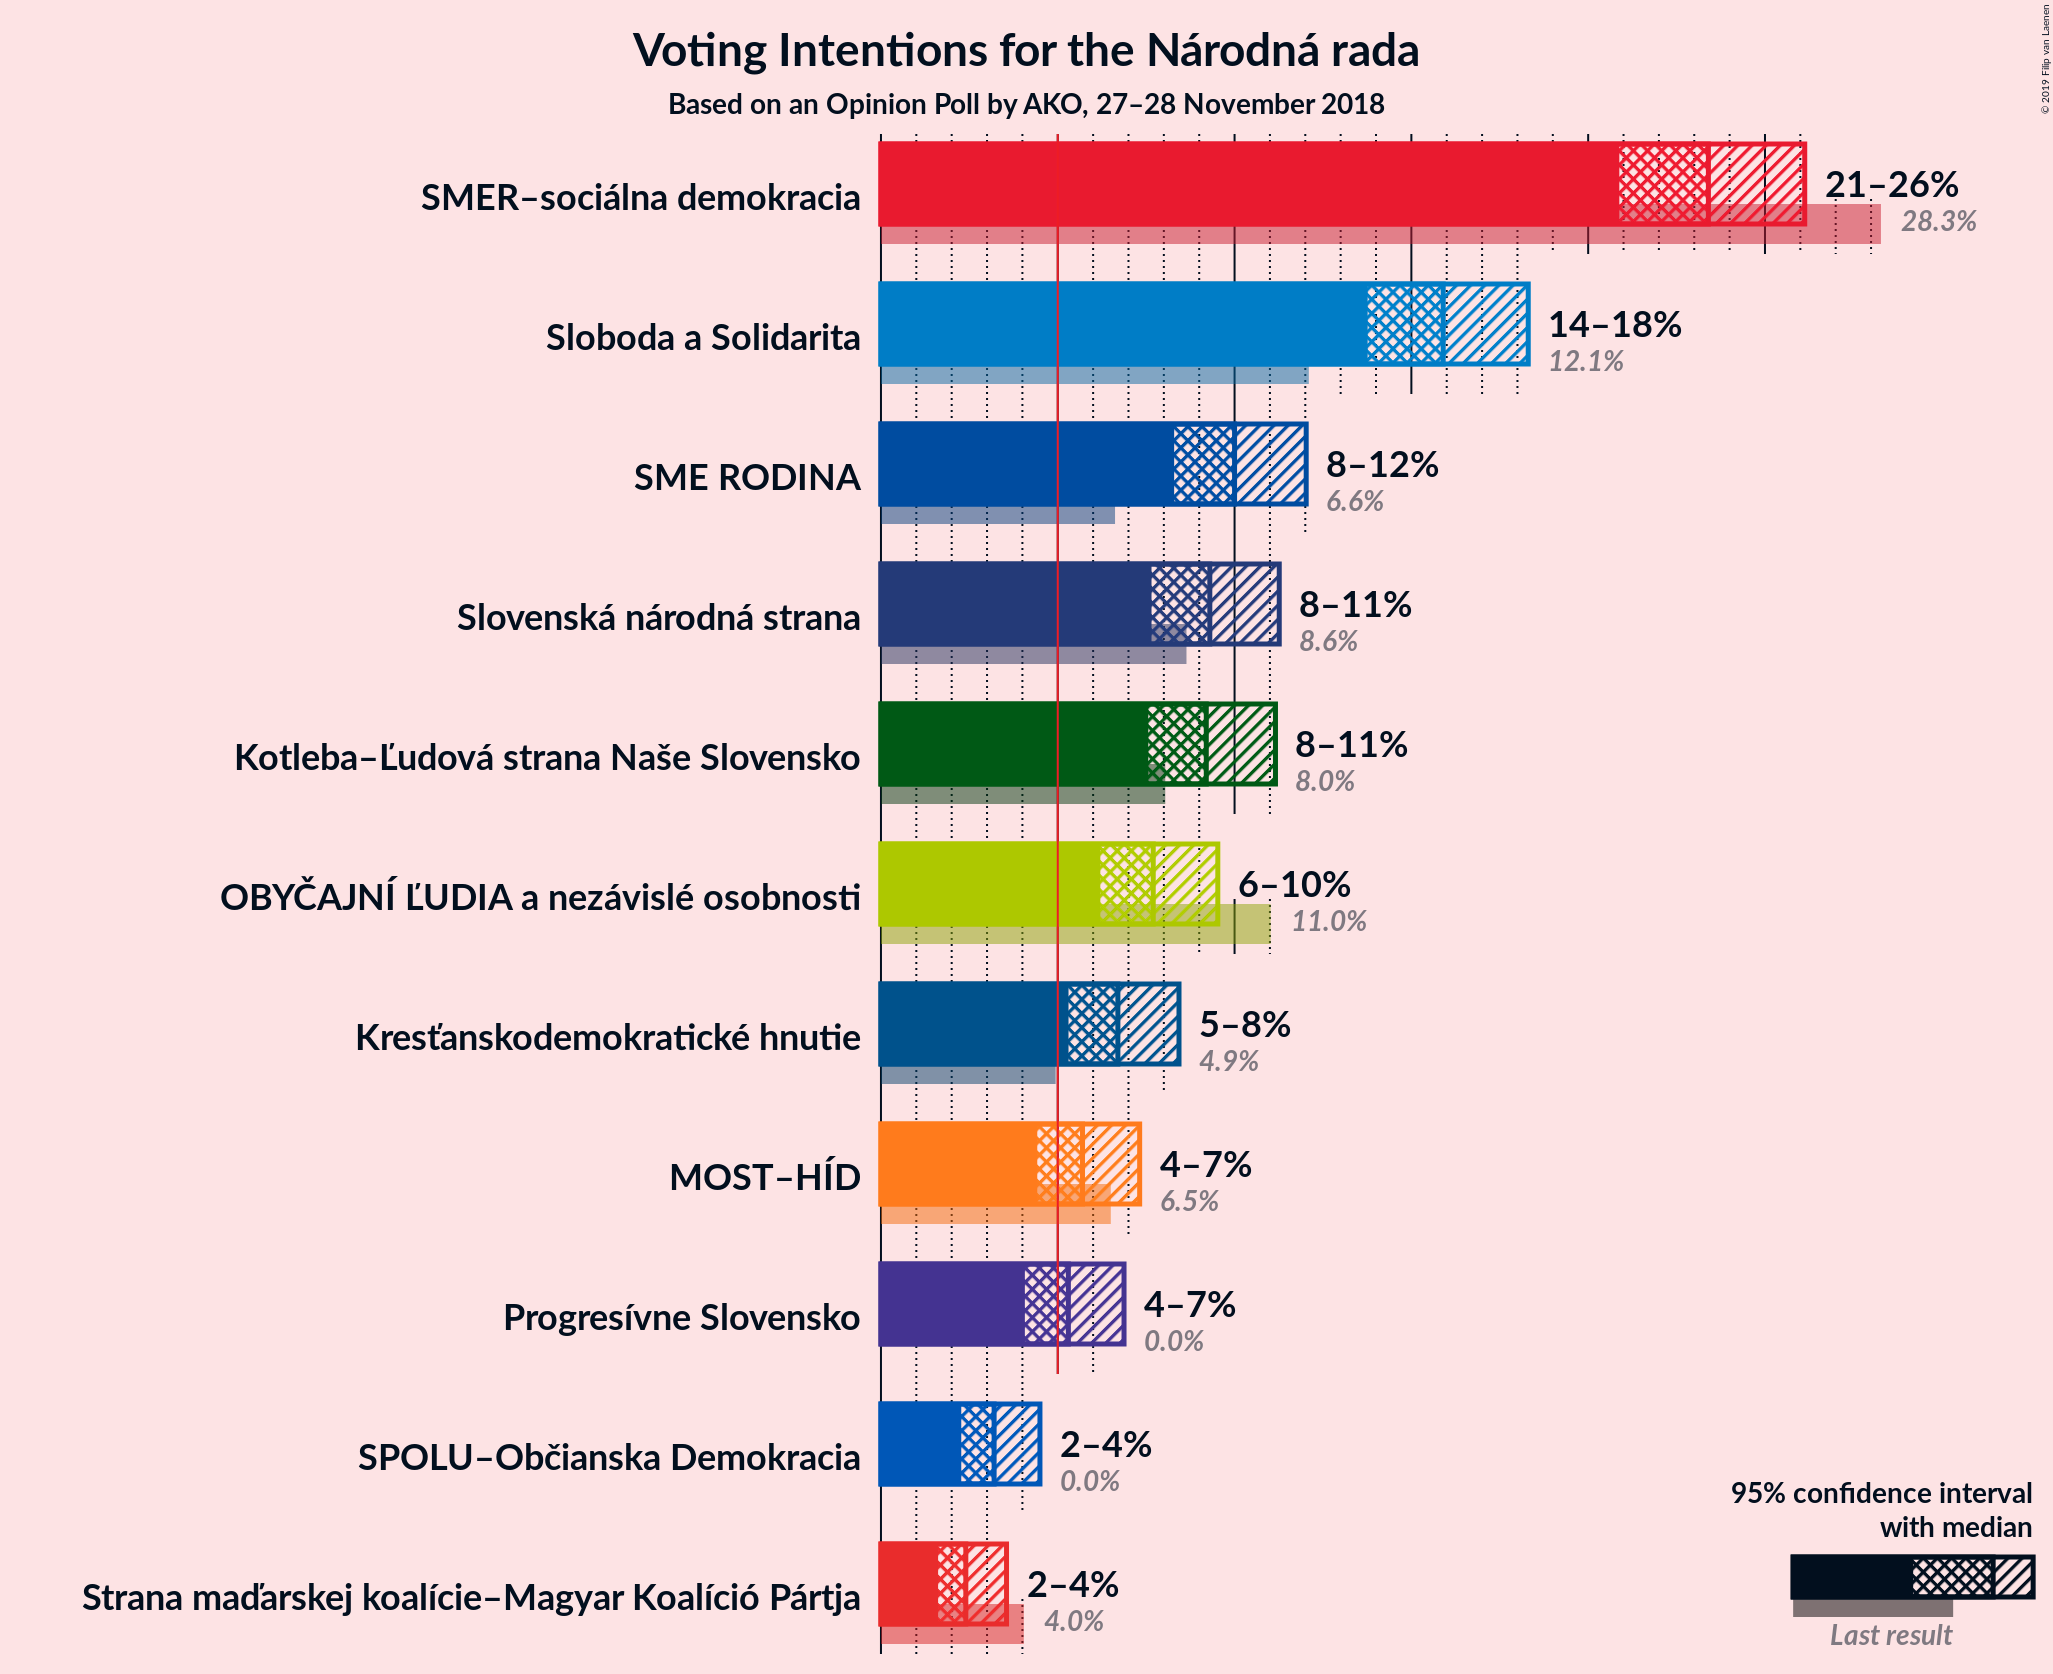 Voting Intentions for the Národná rada
Based on an Opinion Poll by AKO, 27–28 November 2018
© 2019 Filip van Laenen
SMER–sociálna demokracia
21–26%
28.3%
Sloboda a Solidarita
14–18%
12.1%
SME RODINA
8–12%
6.6%
Slovenská národná strana
8–11%
8.6%
Kotleba–Ľudová strana Naše Slovensko
8–11%
8.0%
OBYČAJNÍ ĽUDIA a nezávislé osobnosti
6–10%
11.0%
Kresťanskodemokratické hnutie
5–8%
4.9%
MOST–HÍD
4–7%
6.5%
Progresívne Slovensko
4–7%
0.0%
SPOLU–Občianska Demokracia
2–4%
0.0%
Strana maďarskej koalície–Magyar Koalíció Pártja
2–4%
4.0%
95% confidence interval
with median
Last result